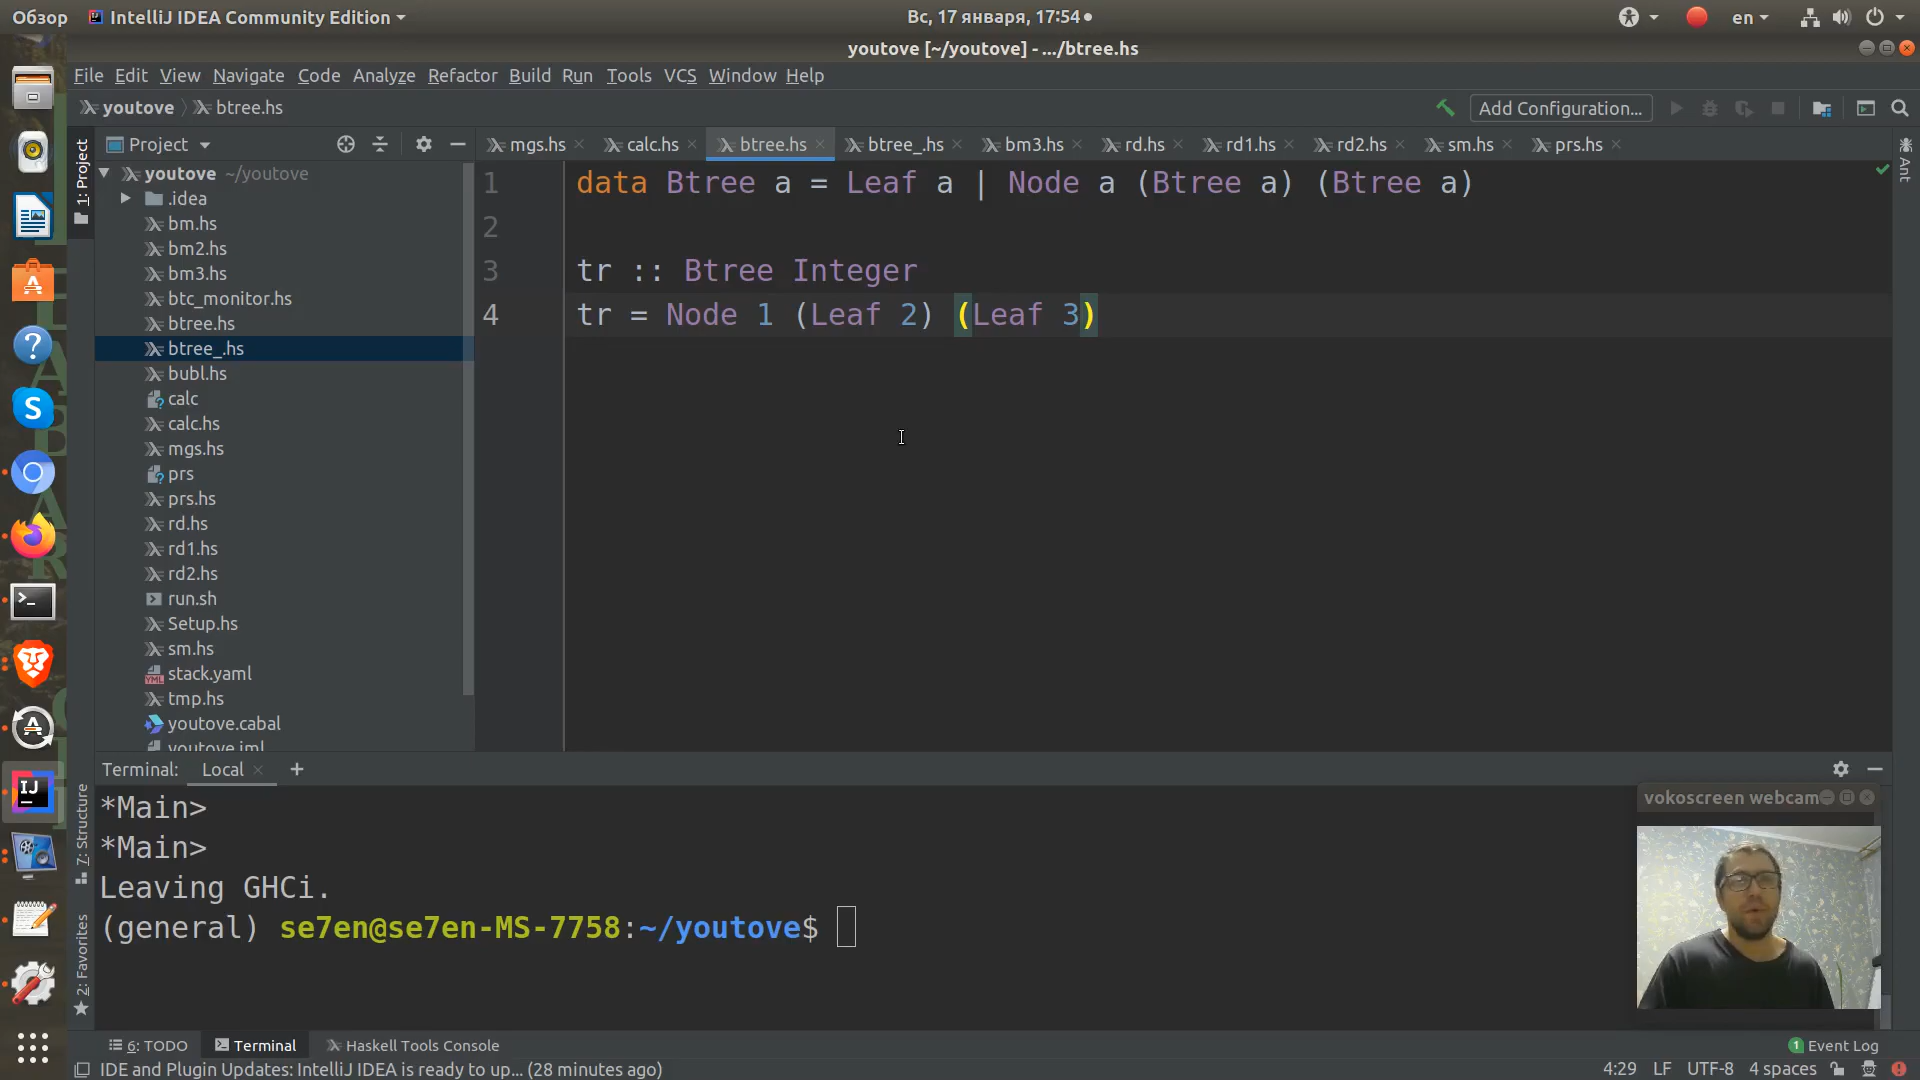 Обзор IntelliJ IDEA Community Edition Вс, 17 января, 17:54 en
youtove [~/youtove] - .../btree.hs
File Edit View Navigate Code Analyze Refactor Build Run Tools VCS Window Help
youtove btree.hs Add Configuration...
Project mgs.hs calc.hs btree.hs btree_.hs bm3.hs rd.hs rd1.hs rd2.hs sm.hs prs.hs
1: Project
Ant
youtove ~/youtove
.idea
bm.hs
bm2.hs
bm3.hs
btc_monitor.hs
btree.hs
btree_.hs
bubl.hs
calc
calc.hs
mgs.hs
prs
prs.hs
rd.hs
rd1.hs
rd2.hs
run.sh
Setup.hs
sm.hs
stack.yaml
tmp.hs
youtove.cabal
youtove.iml
1 data Btree a = Leaf a | Node a (Btree a) (Btree a)
2
3 tr :: Btree Integer
4 tr = Node 1 (Leaf 2) (Leaf 3)
Terminal: Local +
7: Structure
2: Favorites
*Main>
*Main>
Leaving GHCi.
(general) se7en@se7en-MS-7758:~/youtove$
vokoscreen webcam
6: TODO Terminal Haskell Tools Console 1 Event Log
IDE and Plugin Updates: IntelliJ IDEA is ready to up... (28 minutes ago) 4:29 LF UTF-8 4 spaces